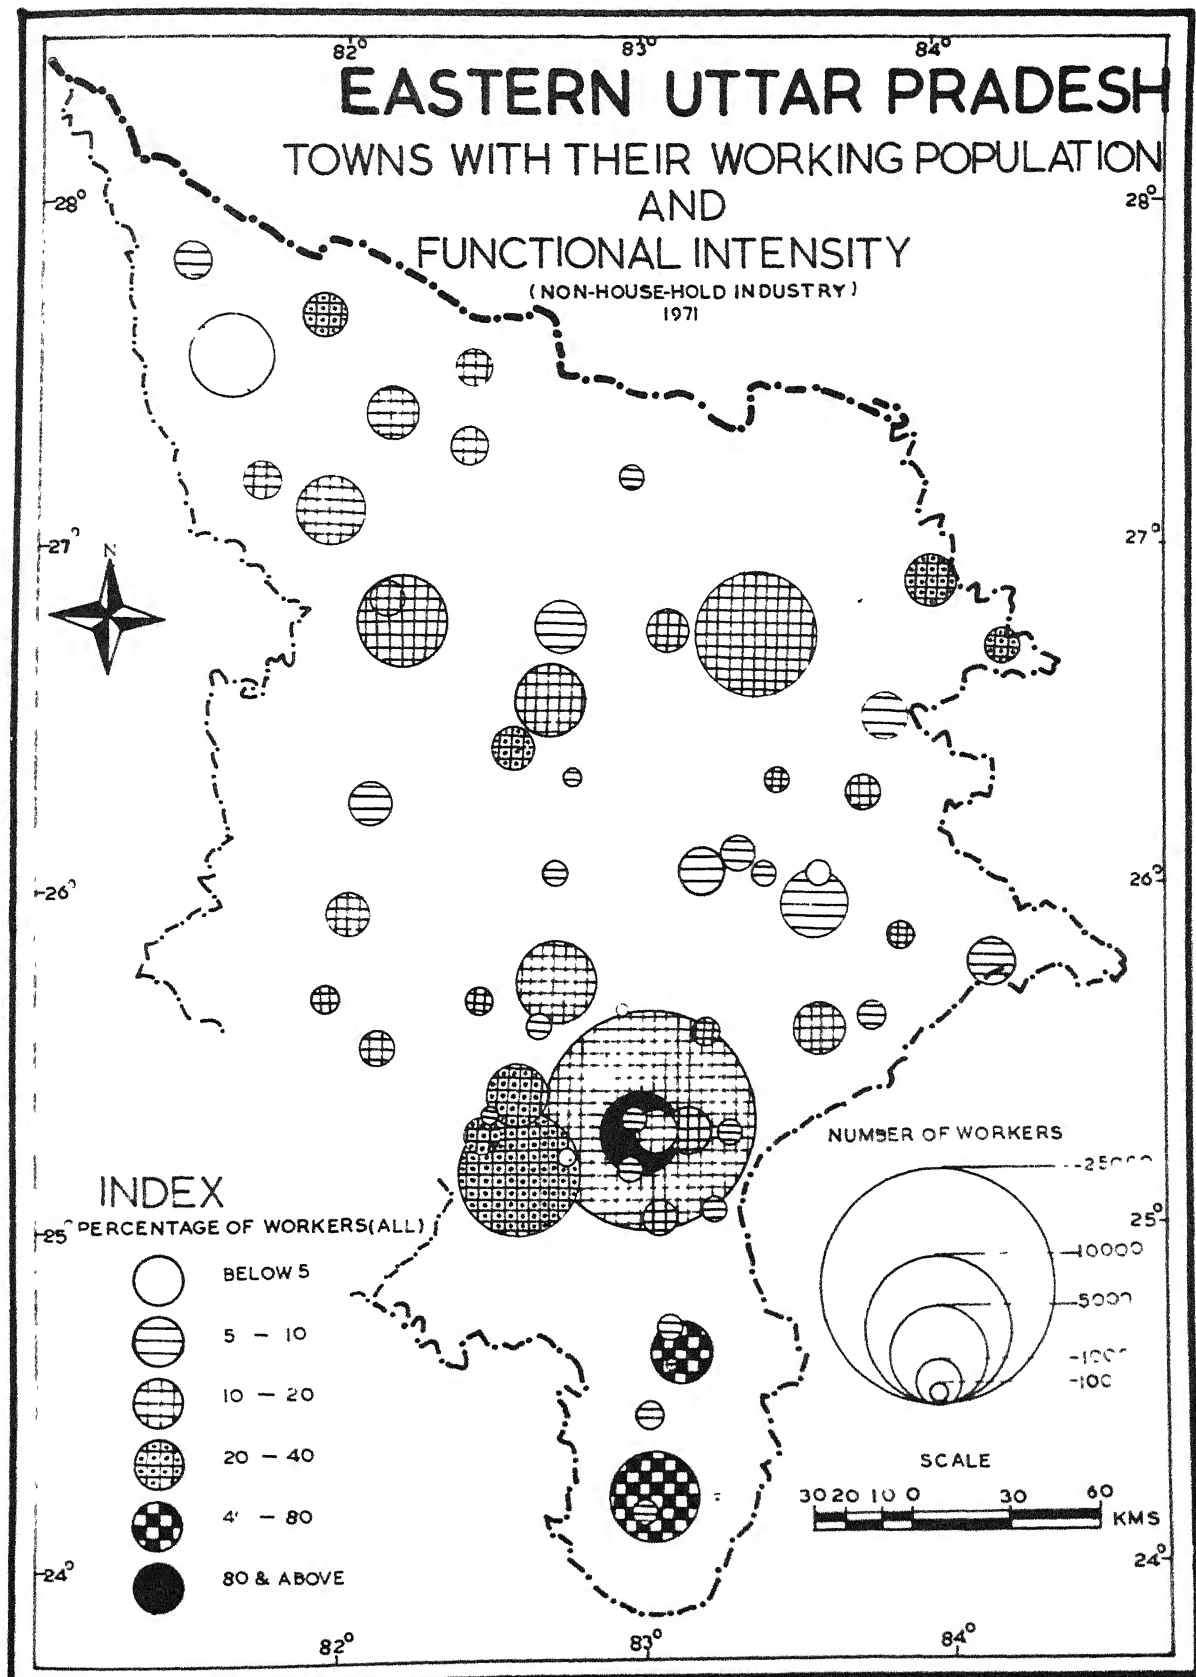 82° 83° 84°
EASTERN UTTAR PRADESH
TOWNS WITH THEIR WORKING POPULATION
AND
FUNCTIONAL INTENSITY
(NON-HOUSE-HOLD INDUSTRY)
1971
28° 28°
27° 27°
N
26° 26°
NUMBER OF WORKERS
10000
5000
-100
INDEX
25° 25°
PERCENTAGE OF WORKERS(ALL)
BELOW 5
5 - 10
10 - 20
20 - 40
- 80
80 & ABOVE
SCALE
30 20 10 0 30 60
KMS
24° 24°
82° 83° 84°